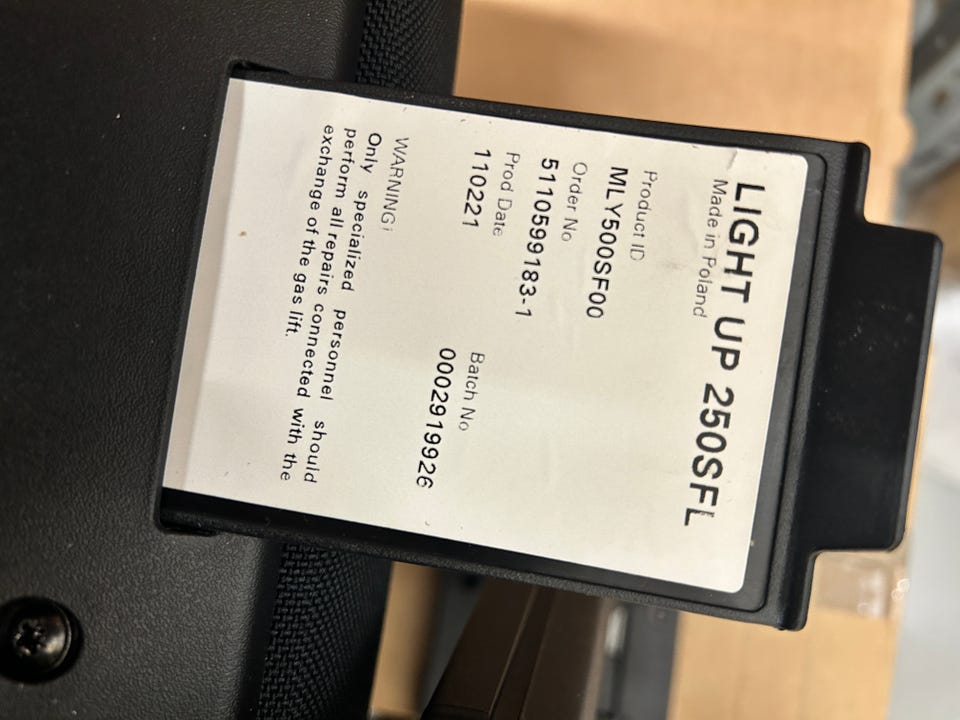 LIGHT UP 250SFL
Made in Poland
Product ID
MLY500SF00
Order No
5110599183-1
Prod Date
110221
Batch No
0002919926
WARNING!
Only specialized personnel should
perform all repairs connected with the
exchange of the gas lift.